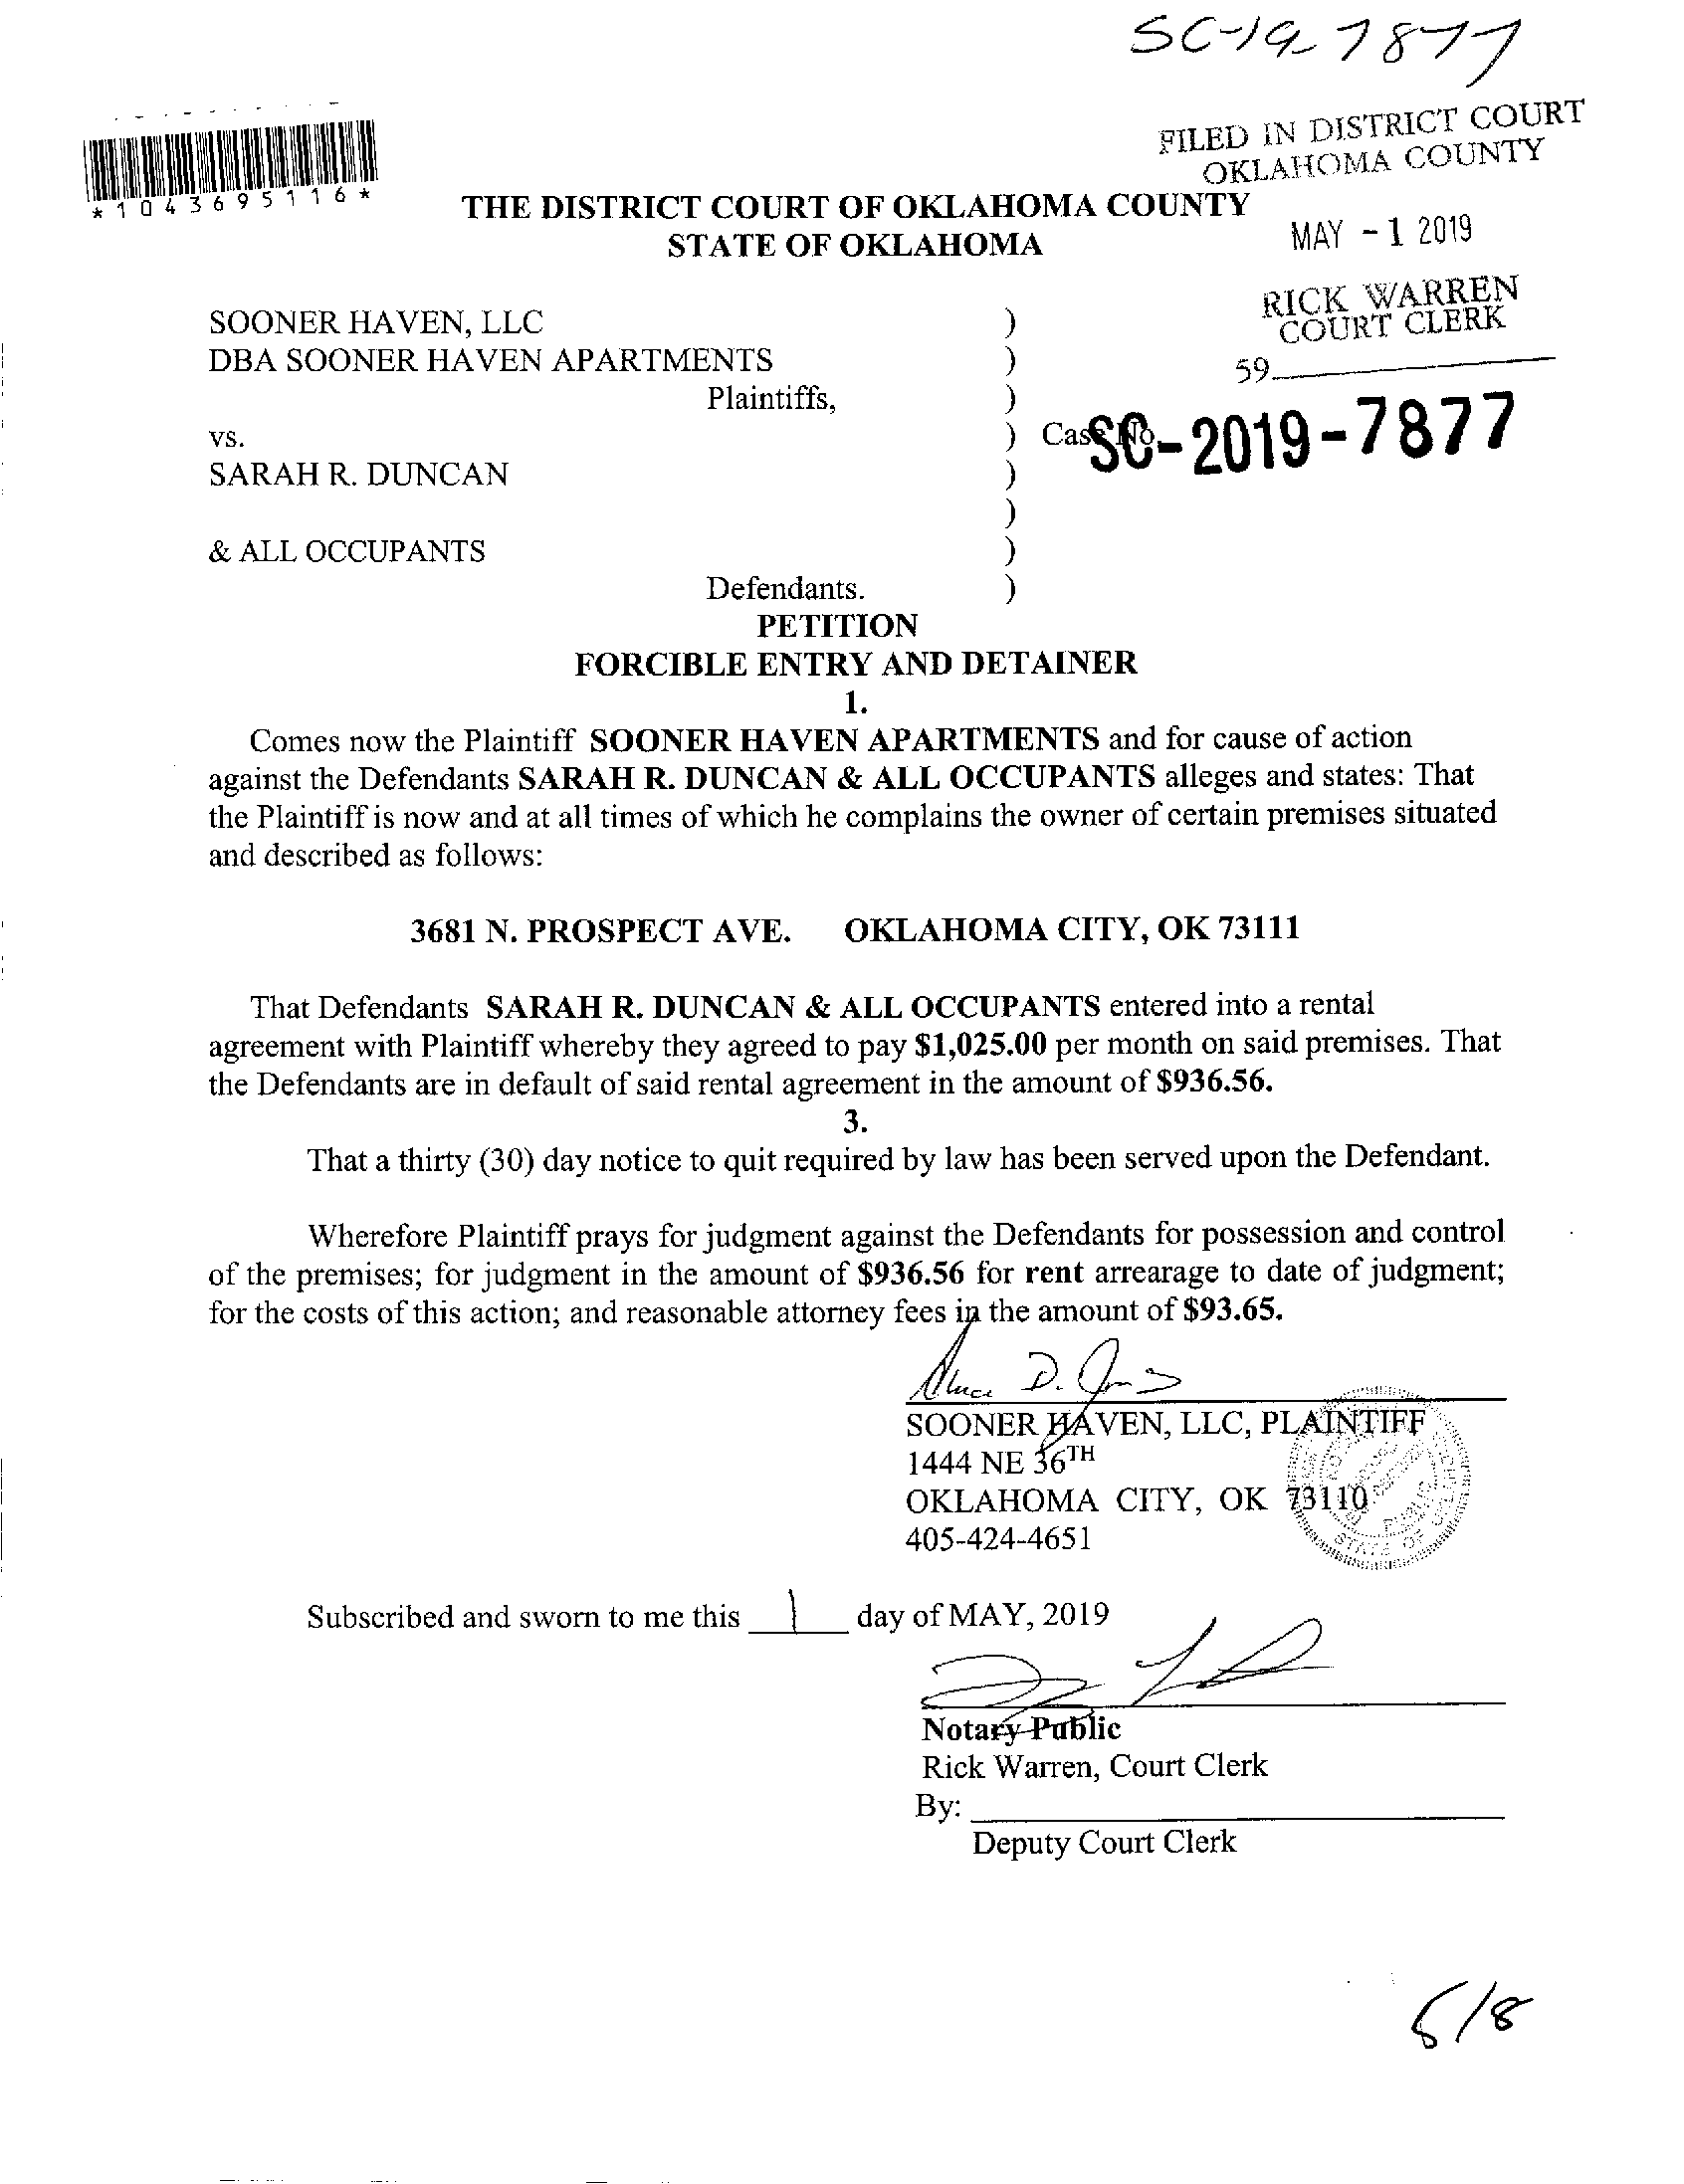 SC-19-7877
FILED IN DISTRICT COURT
OKLAHOMA COUNTY
*1043695116*
THE DISTRICT COURT OF OKLAHOMA COUNTY
STATE OF OKLAHOMA
MAY - 1 2019
RICK WARREN
COURT CLERK
59
SOONER HAVEN, LLC )
DBA SOONER HAVEN APARTMENTS )
Plaintiffs, )
vs. ) Case No. SC-2019-7877
SARAH R. DUNCAN )
)
& ALL OCCUPANTS )
Defendants. )
PETITION
FORCIBLE ENTRY AND DETAINER
1.
Comes now the Plaintiff SOONER HAVEN APARTMENTS and for cause of action
against the Defendants SARAH R. DUNCAN & ALL OCCUPANTS alleges and states: That
the Plaintiff is now and at all times of which he complains the owner of certain premises situated
and described as follows:
3681 N. PROSPECT AVE. OKLAHOMA CITY, OK 73111
That Defendants SARAH R. DUNCAN & ALL OCCUPANTS entered into a rental
agreement with Plaintiff whereby they agreed to pay $1,025.00 per month on said premises. That
the Defendants are in default of said rental agreement in the amount of $936.56.
3.
That a thirty (30) day notice to quit required by law has been served upon the Defendant.
Wherefore Plaintiff prays for judgment against the Defendants for possession and control
of the premises; for judgment in the amount of $936.56 for rent arrearage to date of judgment;
for the costs of this action; and reasonable attorney fees in the amount of $93.65.
SOONER HAVEN, LLC, PLAINTIFF
1444 NE 36TH
OKLAHOMA CITY, OK 73110
405-424-4651
STATE OF
Subscribed and sworn to me this 1 day of MAY, 2019
Notary Public
Rick Warren, Court Clerk
By:
Deputy Court Clerk
5/8